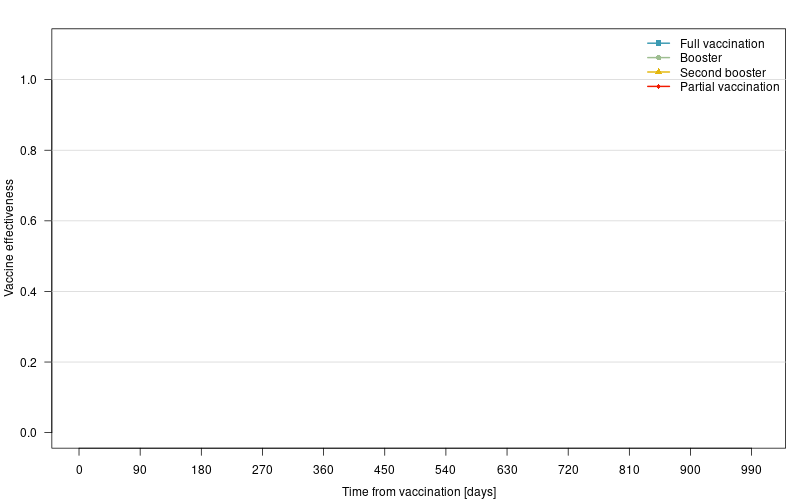 Full vaccination
Booster
Second booster
Partial vaccination
1.0
0.8
0.6
0.4
0.2
0.0
Vaccine effectiveness
0 90 180 270 360 450 540 630 720 810 900 990
Time from vaccination [days]